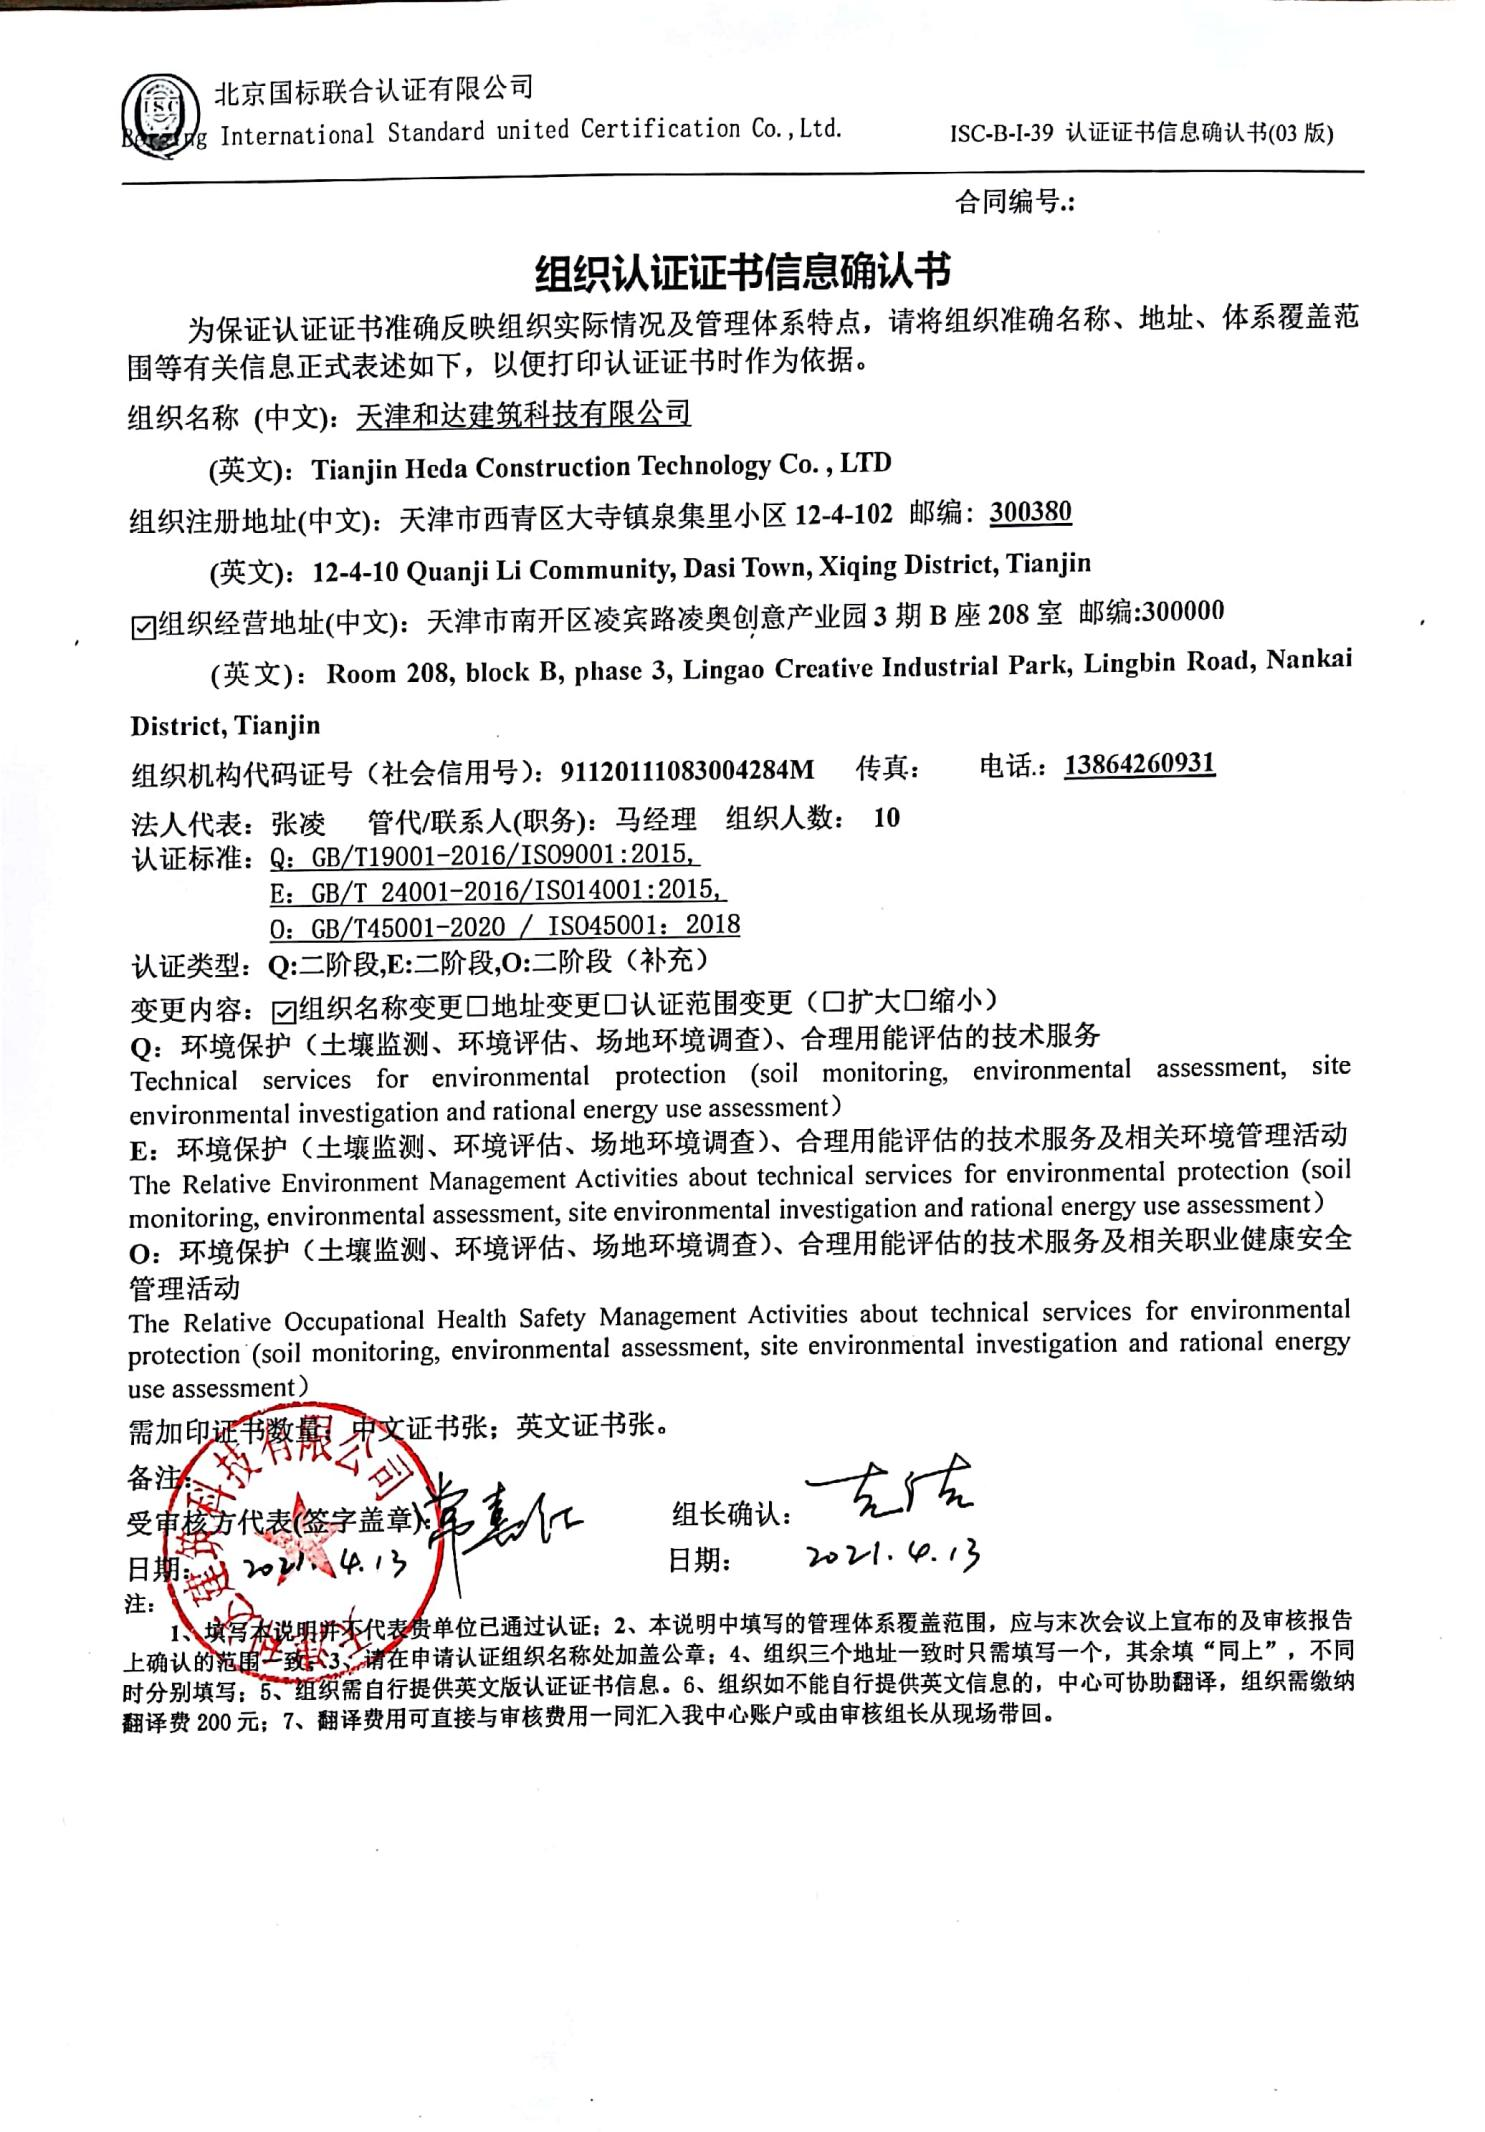 ISC
北京国标联合认证有限公司
International Standard united Certification Co.,Ltd.
ISC-B-I-39 认证证书信息确认书(03 版)
合同编号.:
组织认证证书信息确认书
为保证认证证书准确反映组织实际情况及管理体系特点，请将组织准确名称、地址、体系覆盖范
围等有关信息正式表述如下，以便打印认证证书时作为依据。
组织名称 (中文)：天津和达建筑科技有限公司
(英文)：Tianjin Heda Construction Technology Co. , LTD
组织注册地址(中文)：天津市西青区大寺镇泉集里小区 12-4-102 邮编：300380
(英文)：12-4-10 Quanji Li Community, Dasi Town, Xiqing District, Tianjin
☑组织经营地址(中文)：天津市南开区凌宾路凌奥创意产业园 3 期 B 座 208 室 邮编:300000
(英文)：Room 208, block B, phase 3, Lingao Creative Industrial Park, Lingbin Road, Nankai
District, Tianjin
组织机构代码证号（社会信用号）：91120111083004284M 传真： 电话.：13864260931
法人代表：张凌 管代/联系人(职务)：马经理 组织人数： 10
认证标准：Q：GB/T19001-2016/ISO9001:2015,
E：GB/T 24001-2016/ISO14001:2015,
O：GB/T45001-2020 / ISO45001：2018
认证类型：Q:二阶段,E:二阶段,O:二阶段（补充）
变更内容：☑组织名称变更□地址变更□认证范围变更（□扩大□缩小）
Q：环境保护（土壤监测、环境评估、场地环境调查）、合理用能评估的技术服务
Technical services for environmental protection (soil monitoring, environmental assessment, site
environmental investigation and rational energy use assessment）
E：环境保护（土壤监测、环境评估、场地环境调查）、合理用能评估的技术服务及相关环境管理活动
The Relative Environment Management Activities about technical services for environmental protection (soil
monitoring, environmental assessment, site environmental investigation and rational energy use assessment）
O：环境保护（土壤监测、环境评估、场地环境调查）、合理用能评估的技术服务及相关职业健康安全
管理活动
The Relative Occupational Health Safety Management Activities about technical services for environmental
protection (soil monitoring, environmental assessment, site environmental investigation and rational energy
use assessment）
需加印证书数量：中文证书张；英文证书张。
备注：
受审核方代表(签字盖章)： 组长确认：
日期：2021.4.13 日期：2021.4.13
天津和达建筑科技有限公司
注：
1、填写本说明并不代表贵单位已通过认证；2、本说明中填写的管理体系覆盖范围，应与末次会议上宣布的及审核报告
上确认的范围一致；3、请在申请认证组织名称处加盖公章；4、组织三个地址一致时只需填写一个，其余填“同上”，不同
时分别填写；5、组织需自行提供英文版认证证书信息。6、组织如不能自行提供英文信息的，中心可协助翻译，组织需缴纳
翻译费 200 元；7、翻译费用可直接与审核费用一同汇入我中心账户或由审核组长从现场带回。